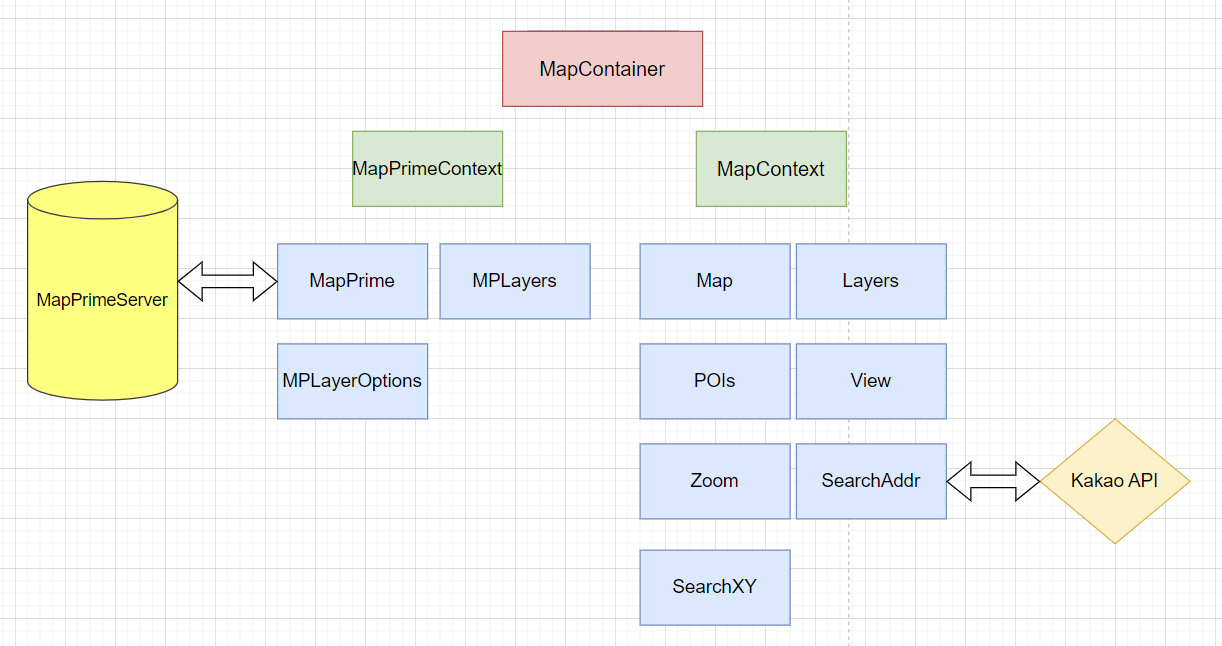 MapContainer
MapPrimeContext
MapContext
MapPrimeServer
MapPrime
MPLayers
Map
Layers
MPLayerOptions
POIs
View
Zoom
SearchAddr
Kakao API
SearchXY